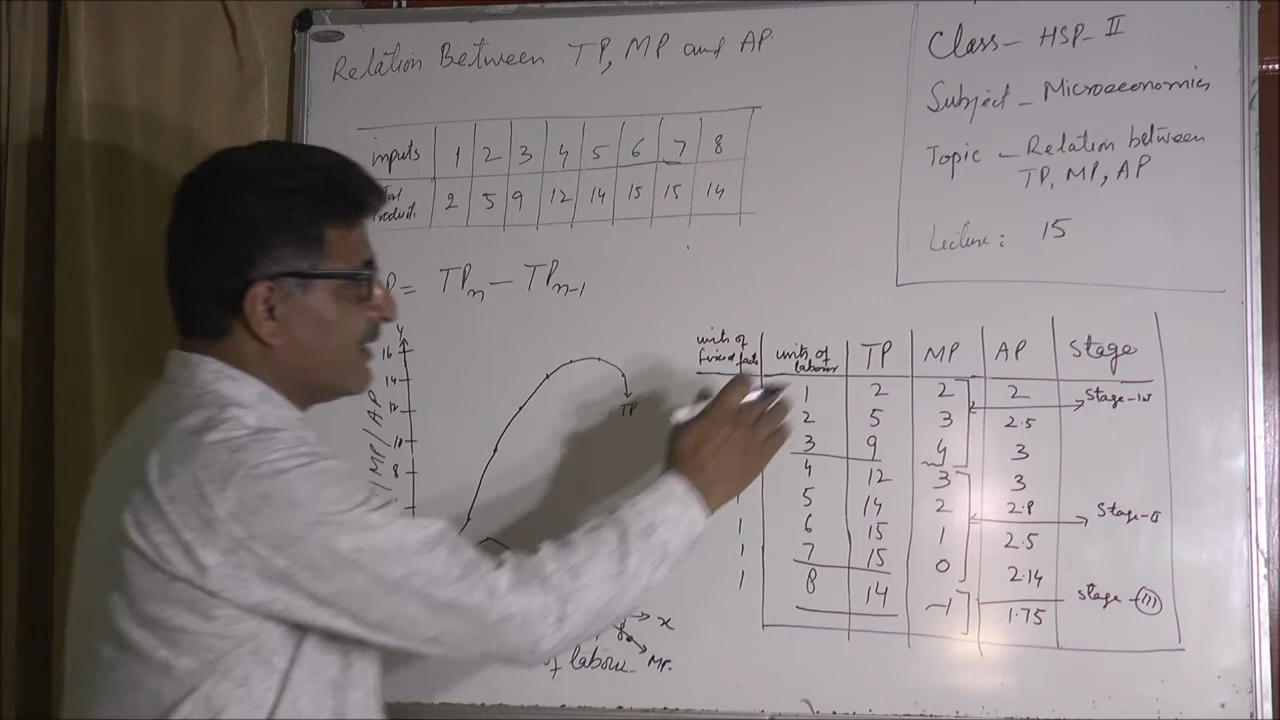 Relation Between TP, MP and AP
inputs 1 2 3 4 5 6 7 8
2 5 9 12 14 15 15 14
P = TPn - TPn-1
Class - HSP - II
Subject - Microeconomics
Topic - Relation between
TP, MP, AP
Lecture: 15
y
16
14
12
10
8
/MP/AP
TP
x
of labour MP.
units of
units of labour TP MP AP Stage
1 2 2 2
2 5 3 2.5
3 9 4 3
4 12 3 3
1 5 14 2 2.8 Stage-II
1 6 15 1 2.5
1 7 15 0 2.14
1 8 14 -1 1.75 Stage-III